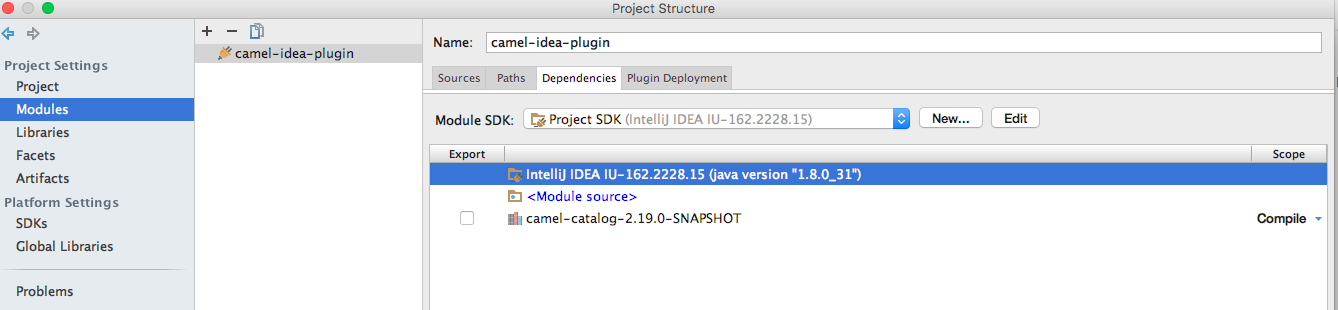 Project Structure
Project Settings
Project
Modules
Libraries
Facets
Artifacts
Platform Settings
SDKs
Global Libraries
Problems
camel-idea-plugin
Name: camel-idea-plugin
Sources Paths Dependencies Plugin Deployment
Module SDK: Project SDK (IntelliJ IDEA IU-162.2228.15) New... Edit
Export Scope
IntelliJ IDEA IU-162.2228.15 (java version "1.8.0_31")
<Module source>
camel-catalog-2.19.0-SNAPSHOT Compile